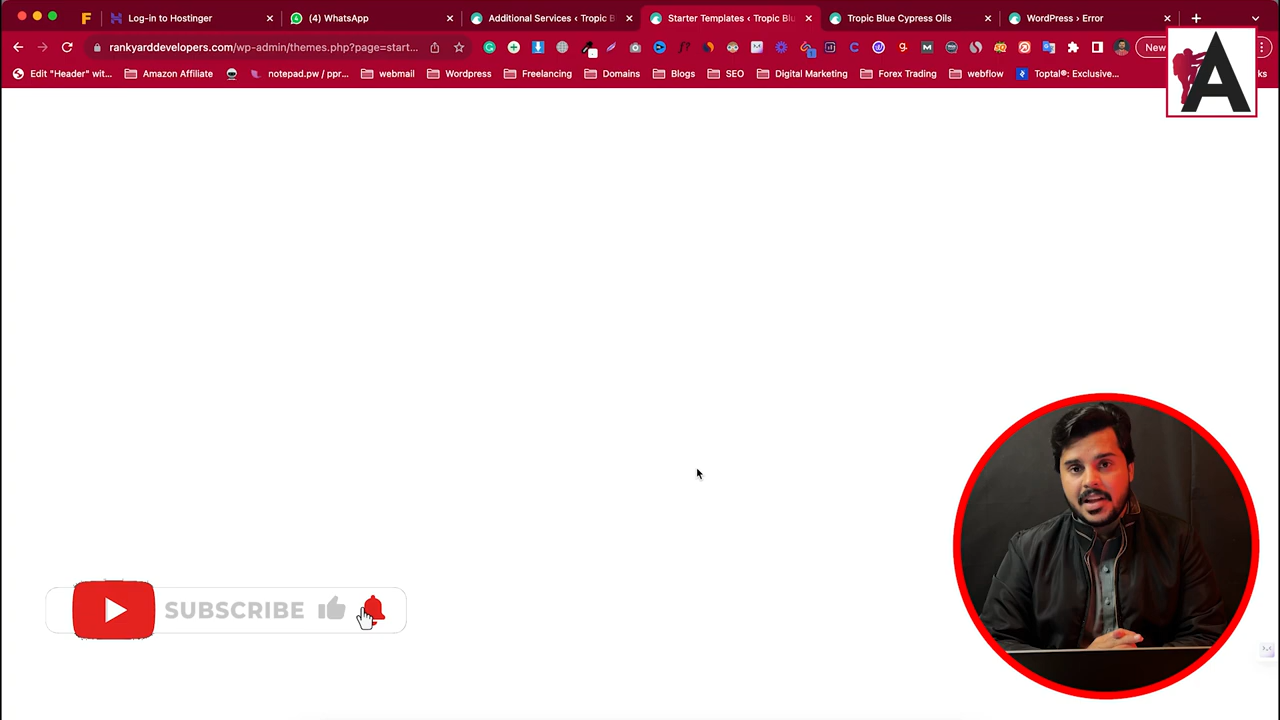 Log-in to Hostinger
(4) WhatsApp
Additional Services ‹ Tropic B
Starter Templates ‹ Tropic Blu
Tropic Blue Cypress Oils
WordPress › Error
rankyarddevelopers.com/wp-admin/themes.php?page=start...
New
Edit "Header" wit...
Amazon Affiliate
notepad.pw / ppr...
webmail
Wordpress
Freelancing
Domains
Blogs
SEO
Digital Marketing
Forex Trading
webflow
Toptal®: Exclusive...
ks
A
SUBSCRIBE